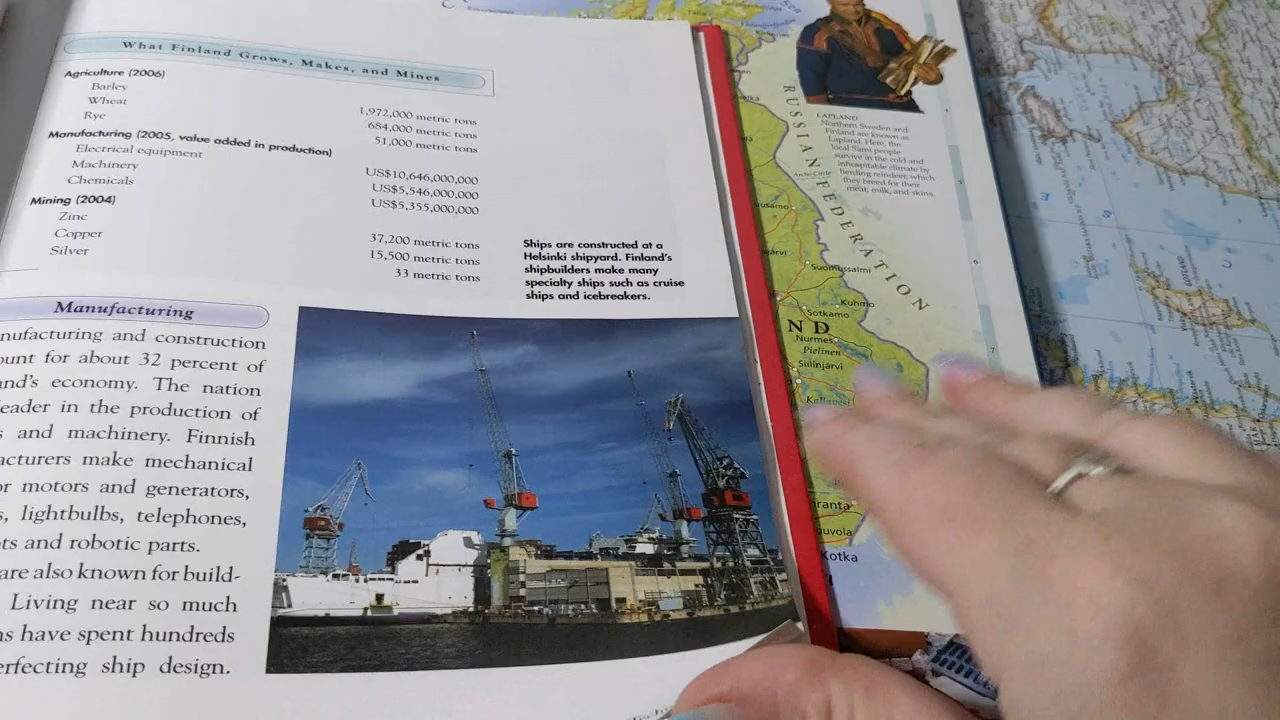 What Finland Grows, Makes, and Mines
Agriculture (2006)
Barley 1,972,000 metric tons
Wheat 684,000 metric tons
Rye 51,000 metric tons
Manufacturing (2005, value added in production)
Electrical equipment US$10,646,000,000
Machinery US$5,546,000,000
Chemicals US$5,355,000,000
Mining (2004)
Zinc 37,200 metric tons
Copper 15,500 metric tons
Silver 33 metric tons
Ships are constructed at a
Helsinki shipyard. Finland's
shipbuilders make many
specialty ships such as cruise
ships and icebreakers.
Manufacturing
nufacturing and construction
ount for about 32 percent of
and's economy. The nation
eader in the production of
s and machinery. Finnish
acturers make mechanical
or motors and generators,
s, lightbulbs, telephones,
ts and robotic parts.
are also known for build-
Living near so much
ns have spent hundreds
erfecting ship design.
LAPLAND
Northern Sweden and
Finland are known as
Lapland. Here, the
local Sami people
survive in the cold and
inhospitable climate by
herding reindeer, which
they breed for their
meat, milk, and skins.
RUSSIAN FEDERATION
Arctic Circle
uusamo
järvi
Suomussalmi
Kuhmo
Sotkamo
ND
Nurmes
Pielinen
Siilinjärvi
Kallavesi
ranta
ouvola
Kotka
GOTLAND